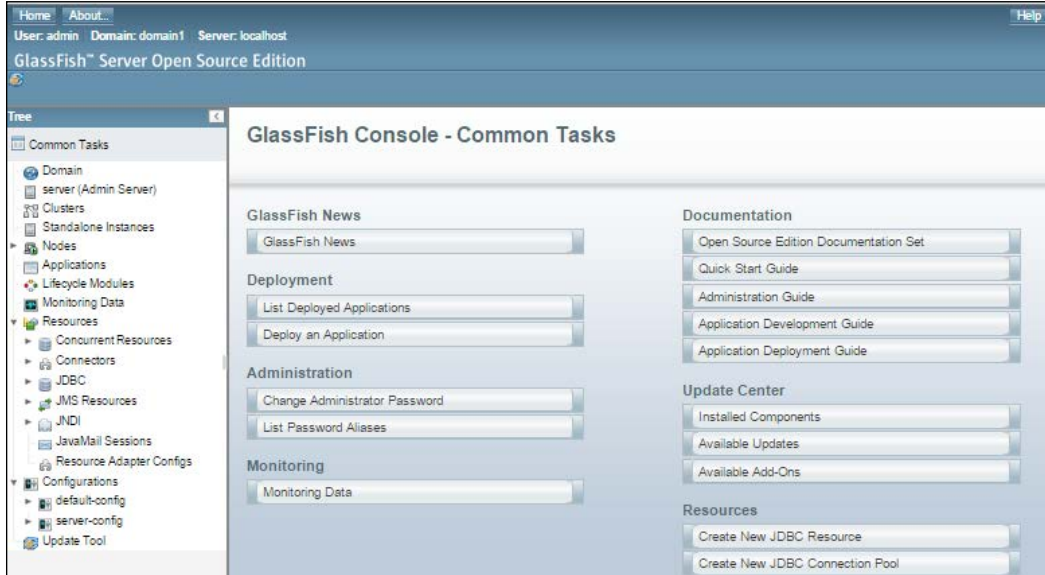 Home About...
Help
User: admin Domain: domain1 Server: localhost
GlassFish™ Server Open Source Edition
Tree
Common Tasks
Domain
server (Admin Server)
Clusters
Standalone Instances
Nodes
Applications
Lifecycle Modules
Monitoring Data
Resources
Concurrent Resources
Connectors
JDBC
JMS Resources
JNDI
JavaMail Sessions
Resource Adapter Configs
Configurations
default-config
server-config
Update Tool
GlassFish Console - Common Tasks
GlassFish News
GlassFish News
Deployment
List Deployed Applications
Deploy an Application
Administration
Change Administrator Password
List Password Aliases
Monitoring
Monitoring Data
Documentation
Open Source Edition Documentation Set
Quick Start Guide
Administration Guide
Application Development Guide
Application Deployment Guide
Update Center
Installed Components
Available Updates
Available Add-Ons
Resources
Create New JDBC Resource
Create New JDBC Connection Pool